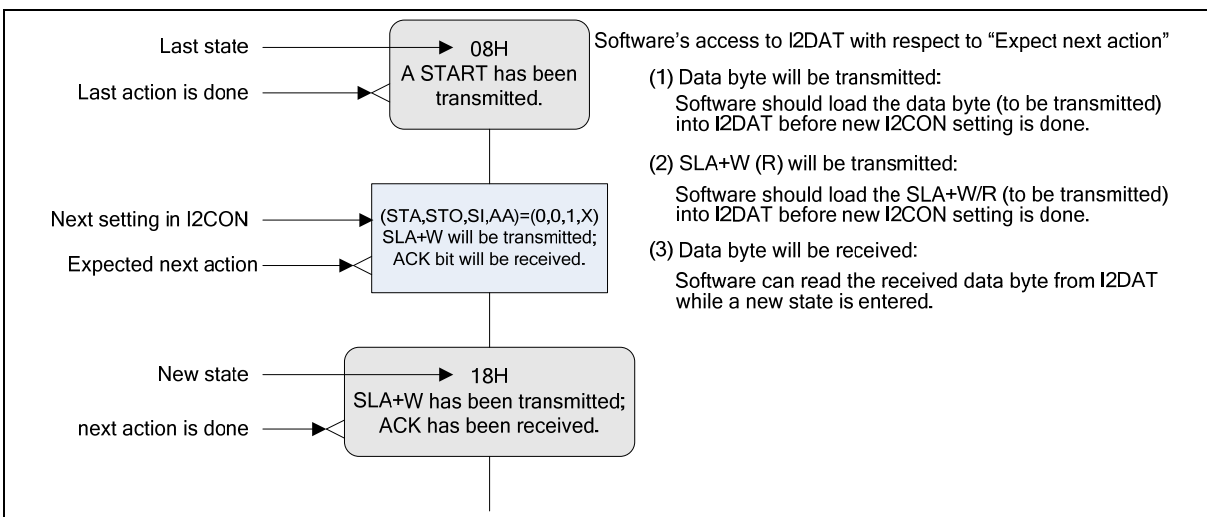 Last state
Last action is done
08H
A START has been
transmitted.
Next setting in I2CON
Expected next action
(STA,STO,SI,AA)=(0,0,1,X)
SLA+W will be transmitted;
ACK bit will be received.
New state
next action is done
18H
SLA+W has been transmitted;
ACK has been received.
Software’s access to I2DAT with respect to “Expect next action”
(1) Data byte will be transmitted:
Software should load the data byte (to be transmitted)
into I2DAT before new I2CON setting is done.
(2) SLA+W (R) will be transmitted:
Software should load the SLA+W/R (to be transmitted)
into I2DAT before new I2CON setting is done.
(3) Data byte will be received:
Software can read the received data byte from I2DAT
while a new state is entered.